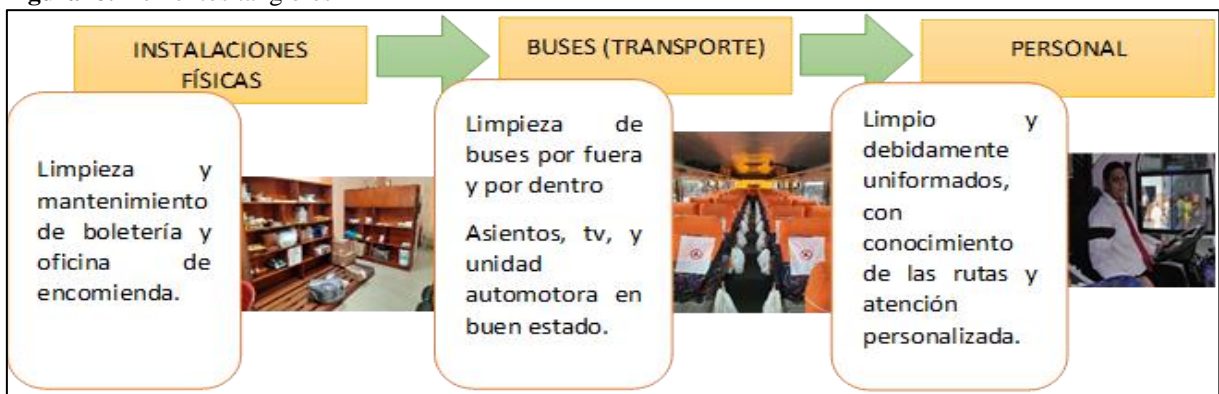 INSTALACIONES
FÍSICAS
Limpieza y
mantenimiento
de boletería y
oficina de
encomienda.
BUSES (TRANSPORTE)
Limpieza de
buses por fuera
y por dentro
Asientos, tv, y
unidad
automotora en
buen estado.
PERSONAL
Limpio y
debidamente
uniformados,
con
conocimiento
de las rutas y
atención
personalizada.